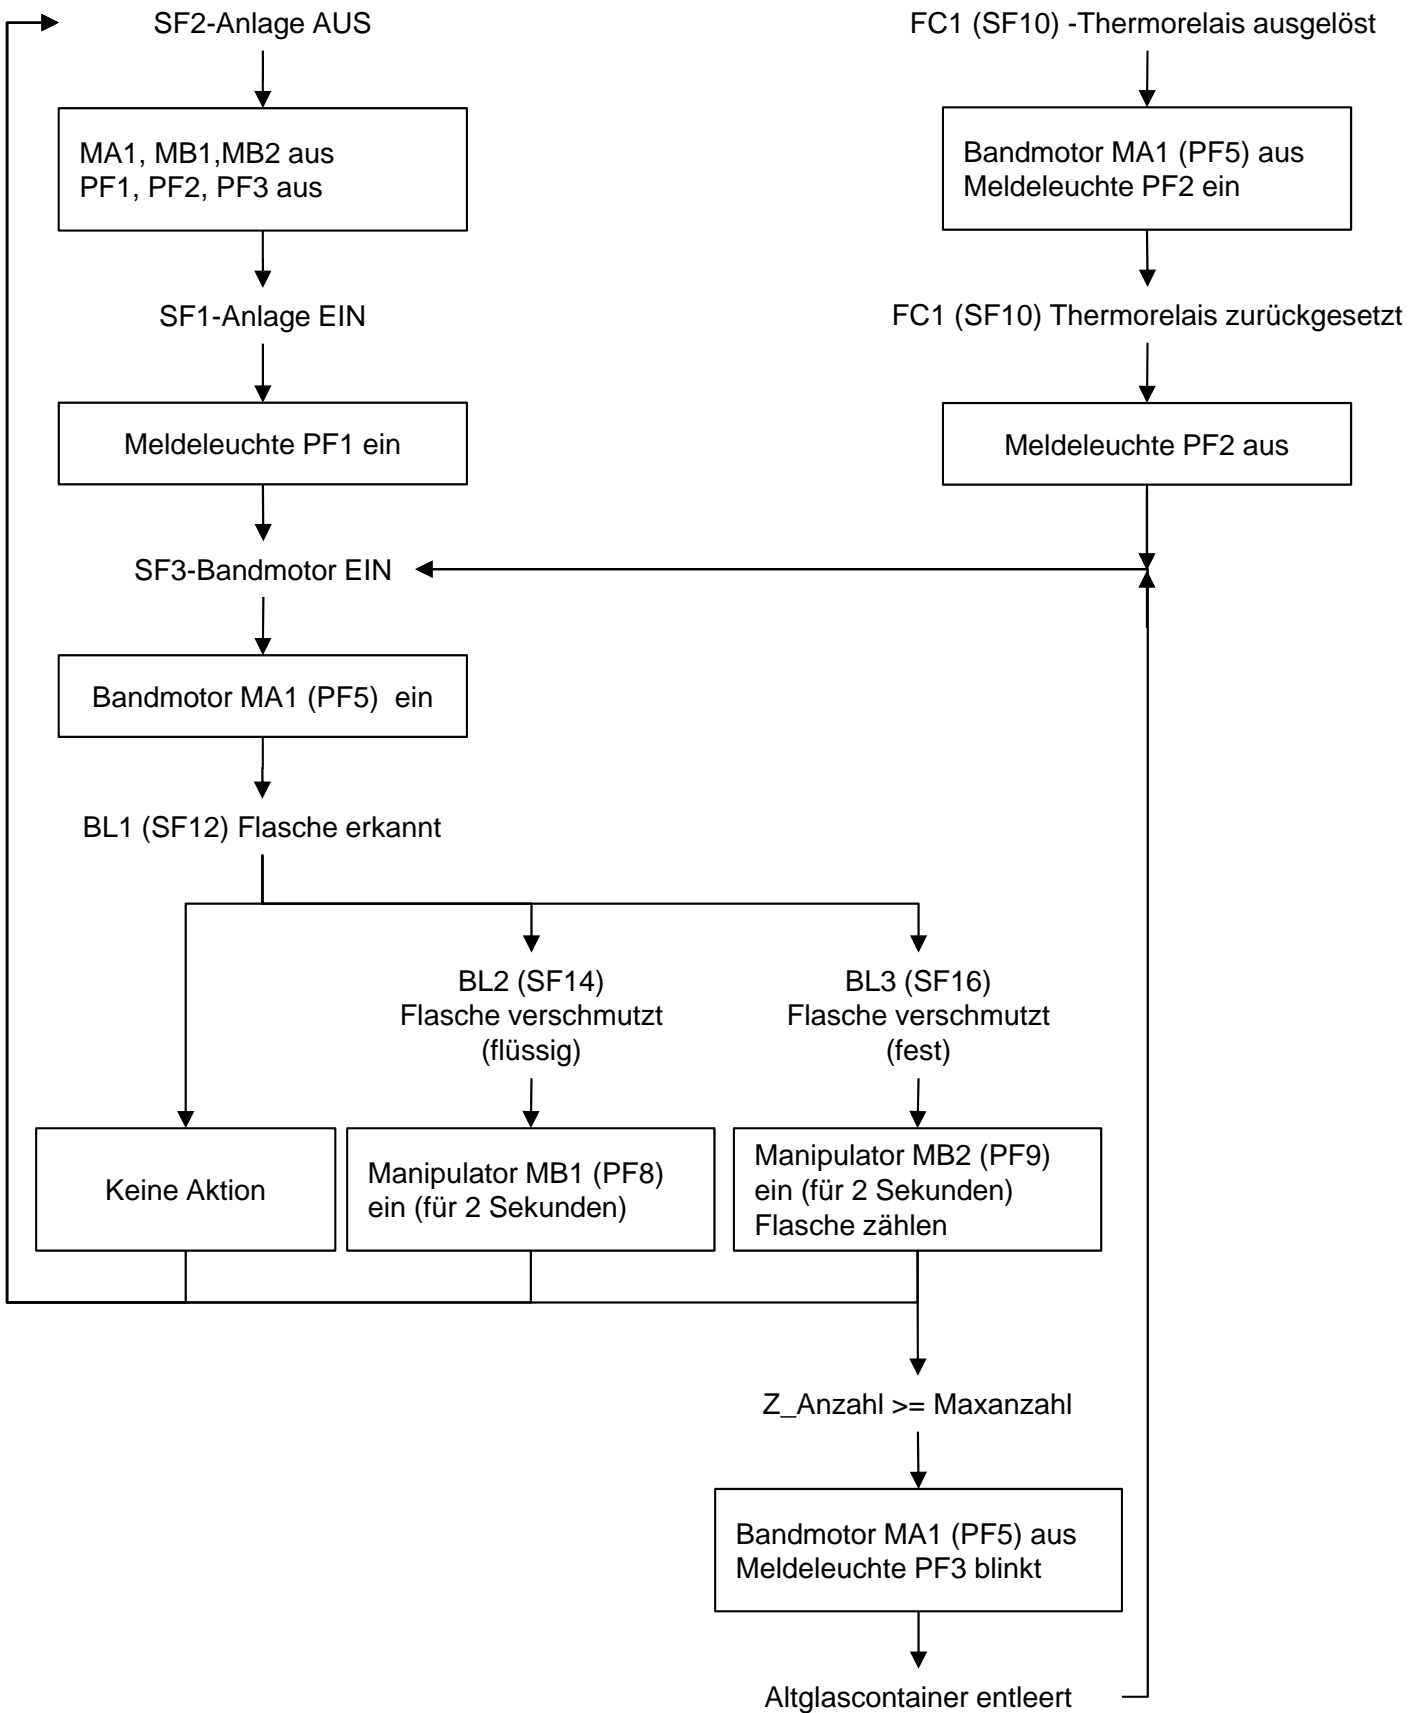 SF2-Anlage AUS
MA1, MB1,MB2 aus
PF1, PF2, PF3 aus
SF1-Anlage EIN
Meldeleuchte PF1 ein
SF3-Bandmotor EIN
Bandmotor MA1 (PF5)  ein
BL1 (SF12) Flasche erkannt
Keine Aktion
BL2 (SF14)
Flasche verschmutzt
(flüssig)
Manipulator MB1 (PF8)
ein (für 2 Sekunden)
BL3 (SF16)
Flasche verschmutzt
(fest)
Manipulator MB2 (PF9)
ein (für 2 Sekunden)
Flasche zählen
Z_Anzahl >= Maxanzahl
Bandmotor MA1 (PF5) aus
Meldeleuchte PF3 blinkt
Altglascontainer entleert
FC1 (SF10) -Thermorelais ausgelöst
Bandmotor MA1 (PF5) aus
Meldeleuchte PF2 ein
FC1 (SF10) Thermorelais zurückgesetzt
Meldeleuchte PF2 aus